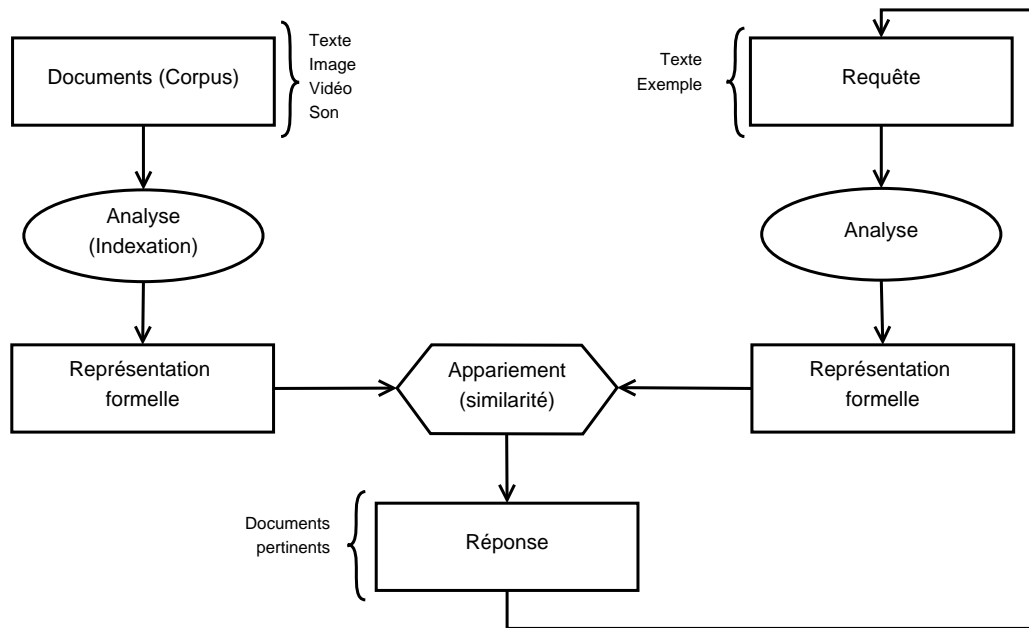 Documents (Corpus)
Texte
Image
Vidéo
Son
Texte
Exemple
Requête
Analyse
(Indexation)
Analyse
Représentation
formelle
Appariement
(similarité)
Représentation
formelle
Documents
pertinents
Réponse